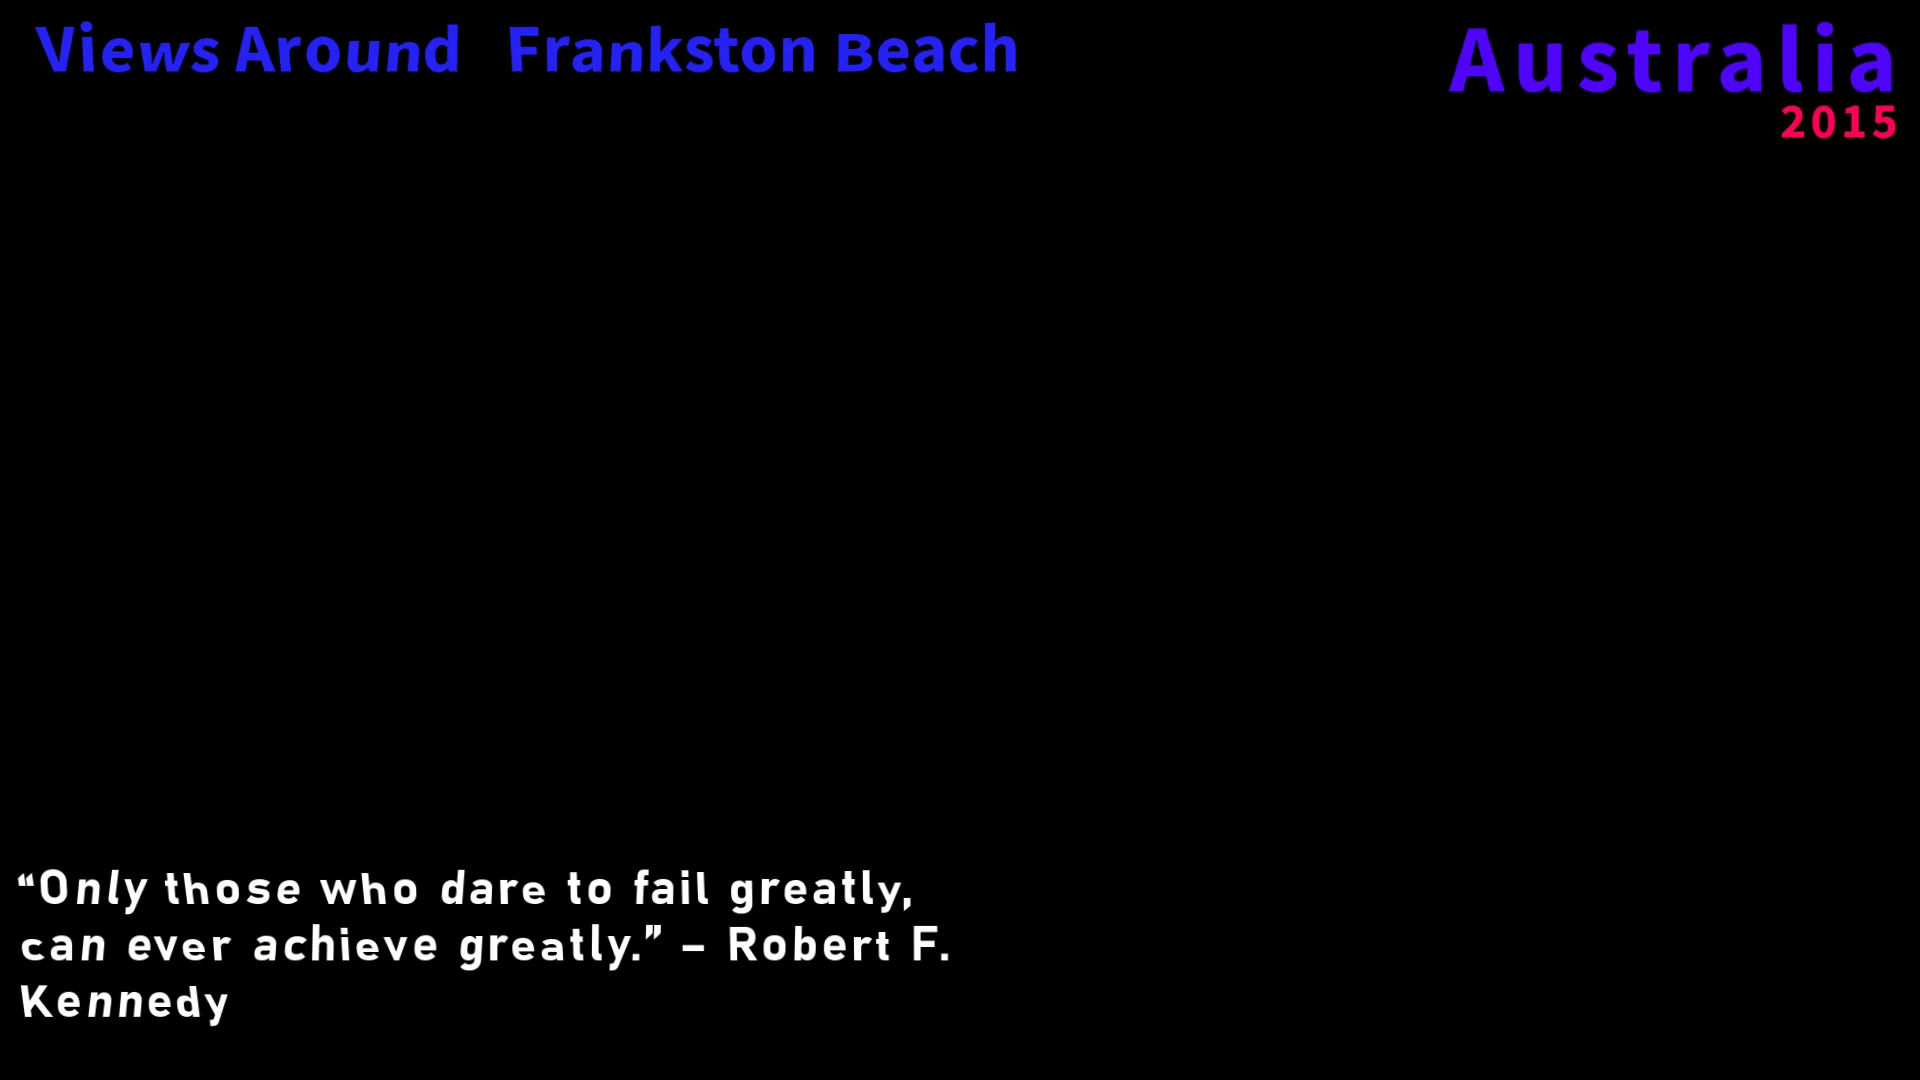 Views Around Frankston Beach
Australia
2015
“Only those who dare to fail greatly,
can ever achieve greatly.” – Robert F.
Kennedy